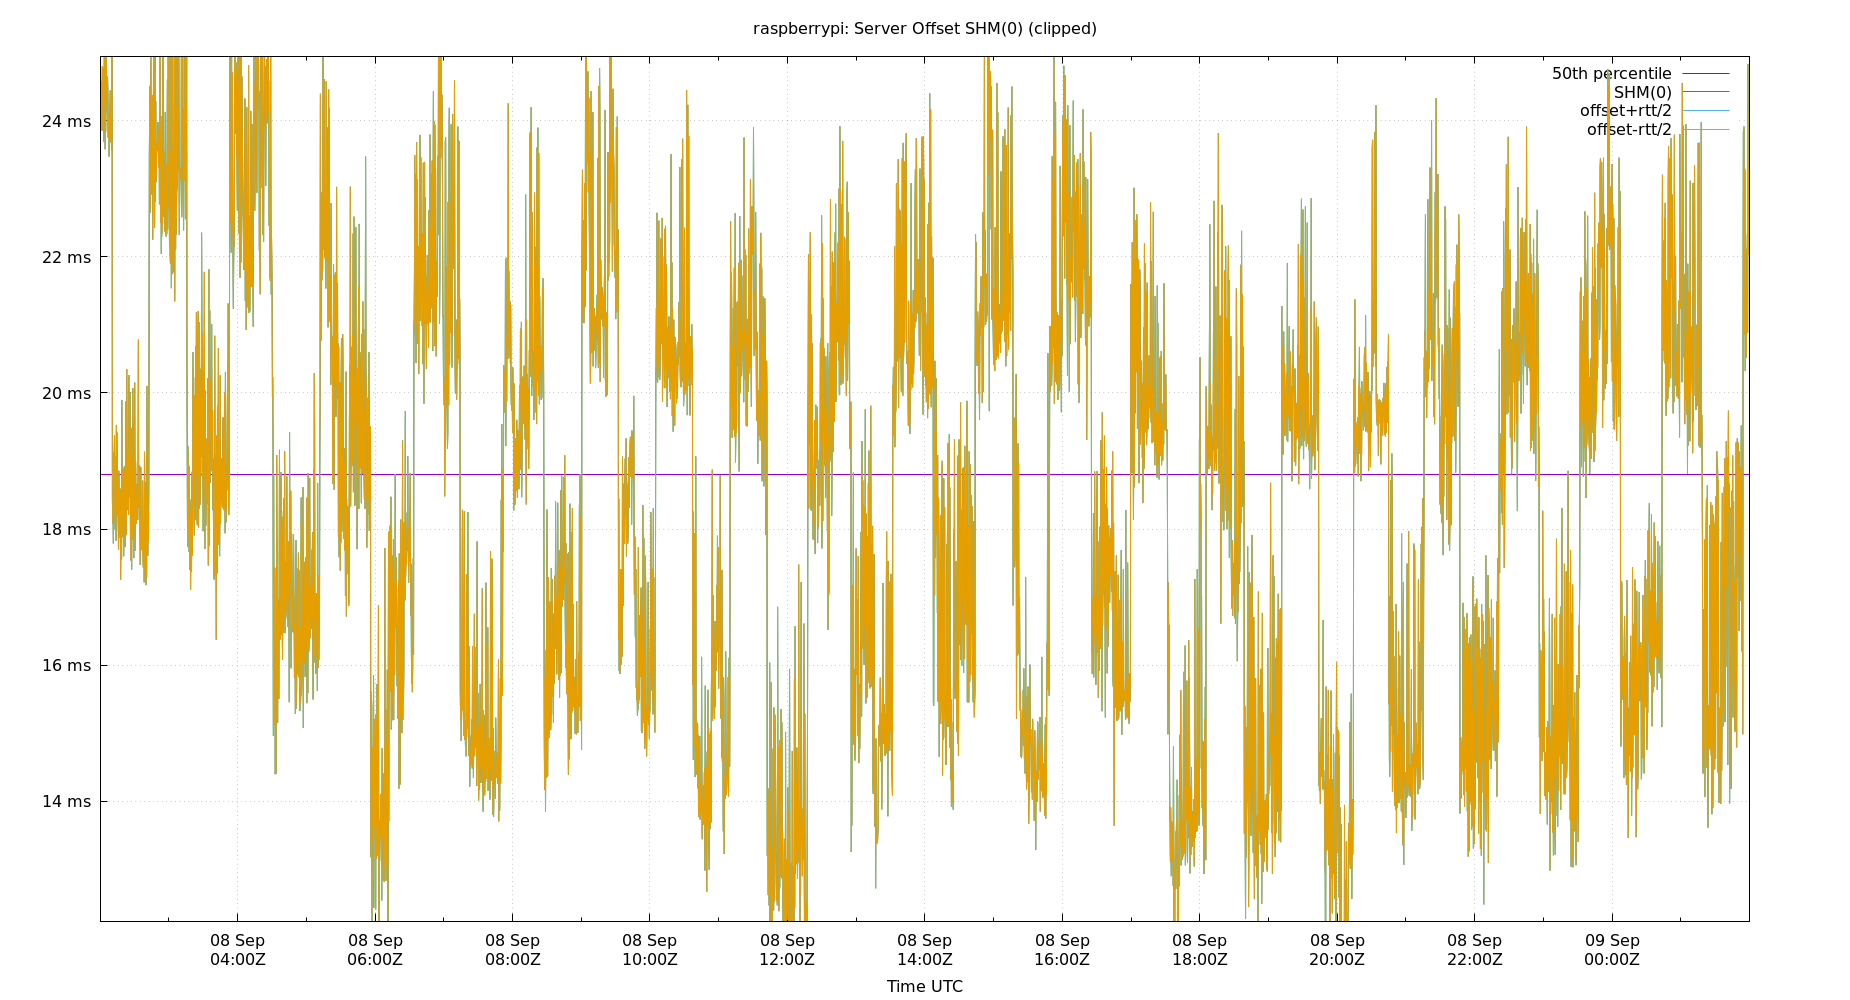 raspberrypi: Server Offset SHM(0) (clipped)
50th percentile
SHM(0)
offset+rtt/2
offset-rtt/2
24 ms
22 ms
20 ms
18 ms
16 ms
14 ms
08 Sep 08 Sep 08 Sep 08 Sep 08 Sep 08 Sep 08 Sep 08 Sep 08 Sep 08 Sep 09 Sep
04:00Z 06:00Z 08:00Z 10:00Z 12:00Z 14:00Z 16:00Z 18:00Z 20:00Z 22:00Z 00:00Z
Time UTC